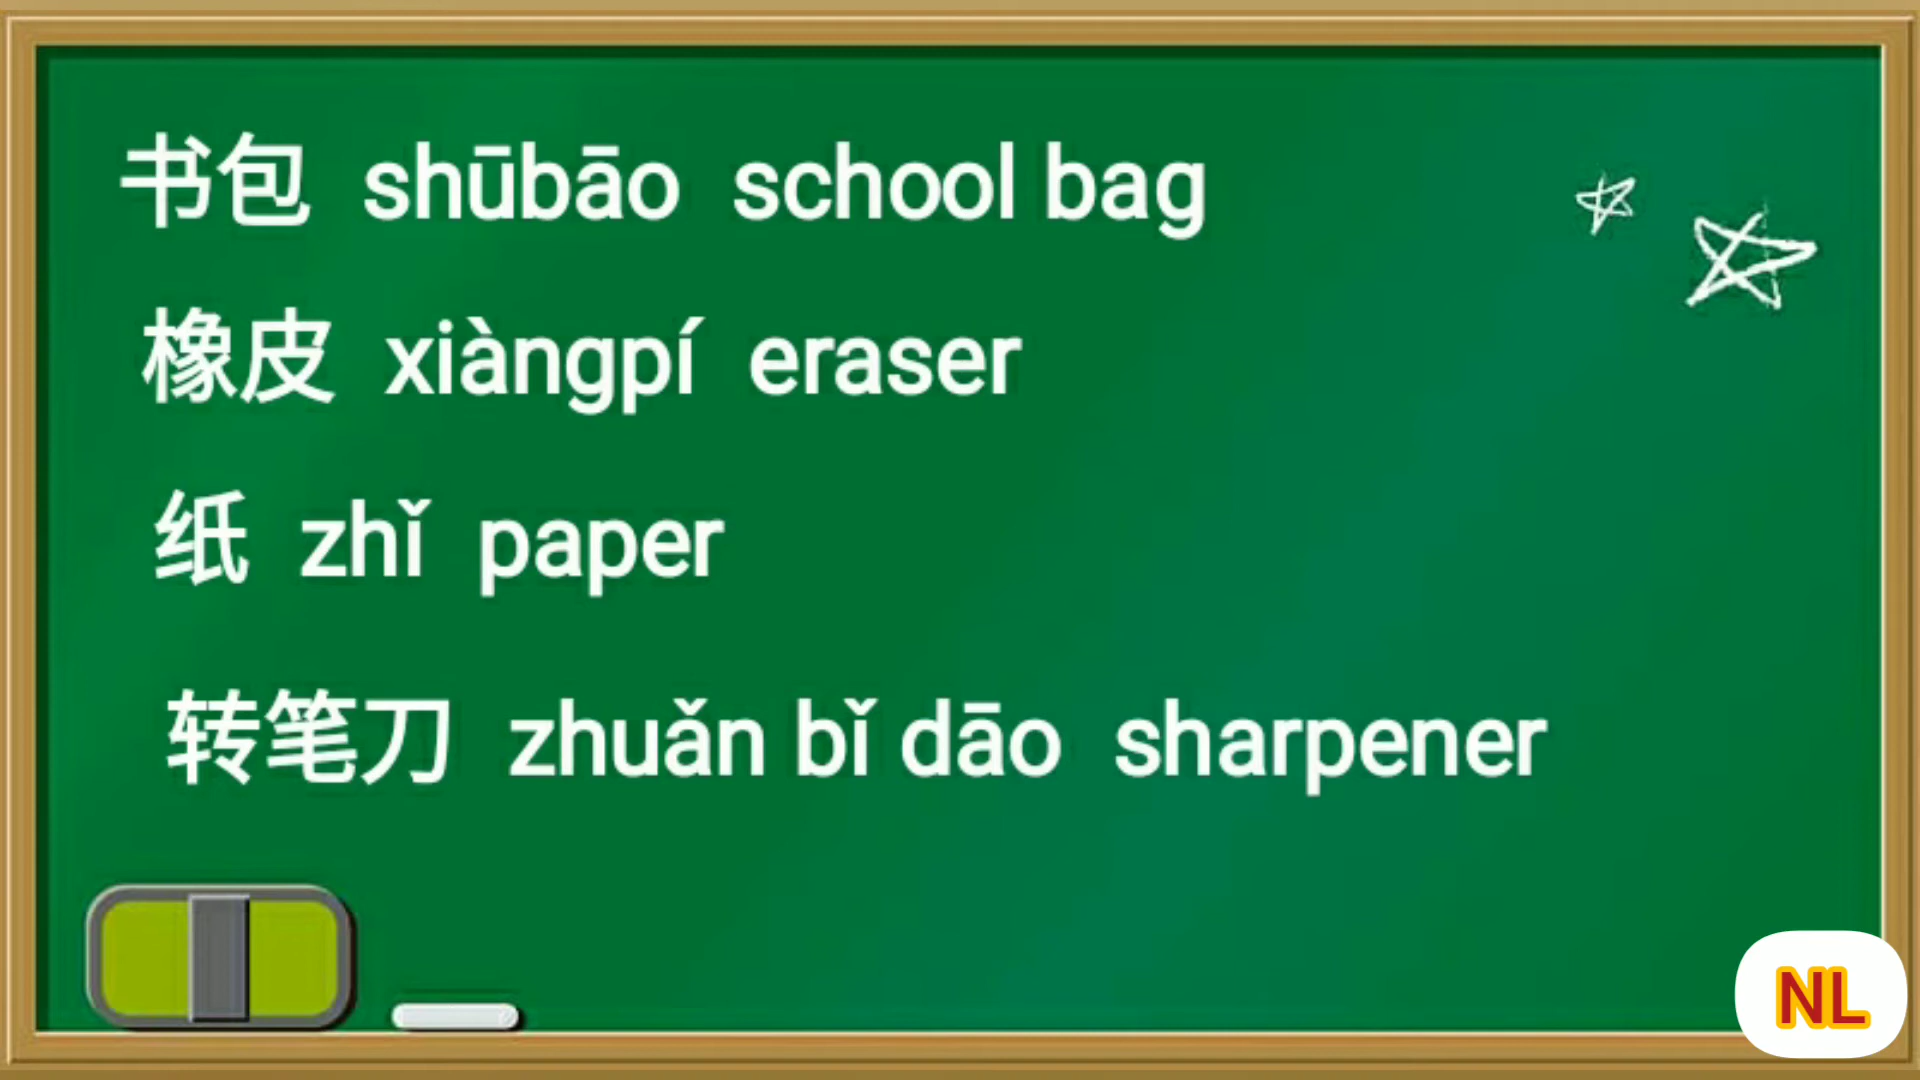 书包 shūbāo school bag
橡皮 xiàngpí eraser
纸 zhǐ paper
转笔刀 zhuǎn bǐ dāo sharpener
NL